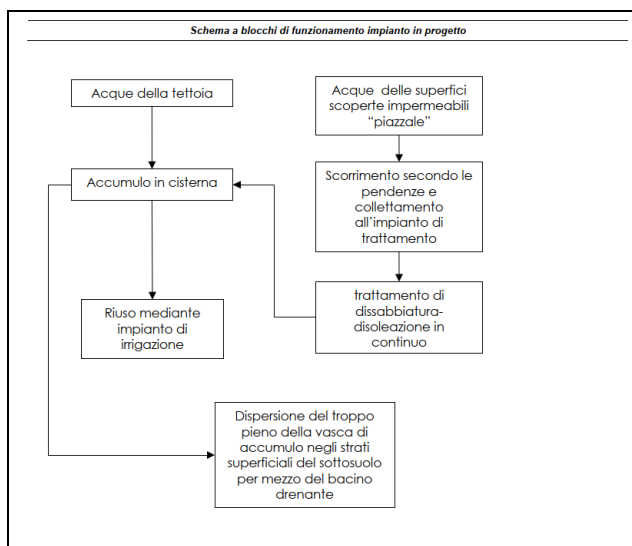 Schema a blocchi di funzionamento impianto in progetto
Acque della tettoia
Acque delle superfici
scoperte impermeabili
"piazzale"
Accumulo in cisterna
Scorrimento secondo le
pendenze e
collettamento
all'impianto di
trattamento
Riuso mediante
impianto di
irrigazione
trattamento di
dissabbiatura-
disoleazione in
continuo
Dispersione del troppo
pieno della vasca di
accumulo negli strati
superficiali del sottosuolo
per mezzo del bacino
drenante